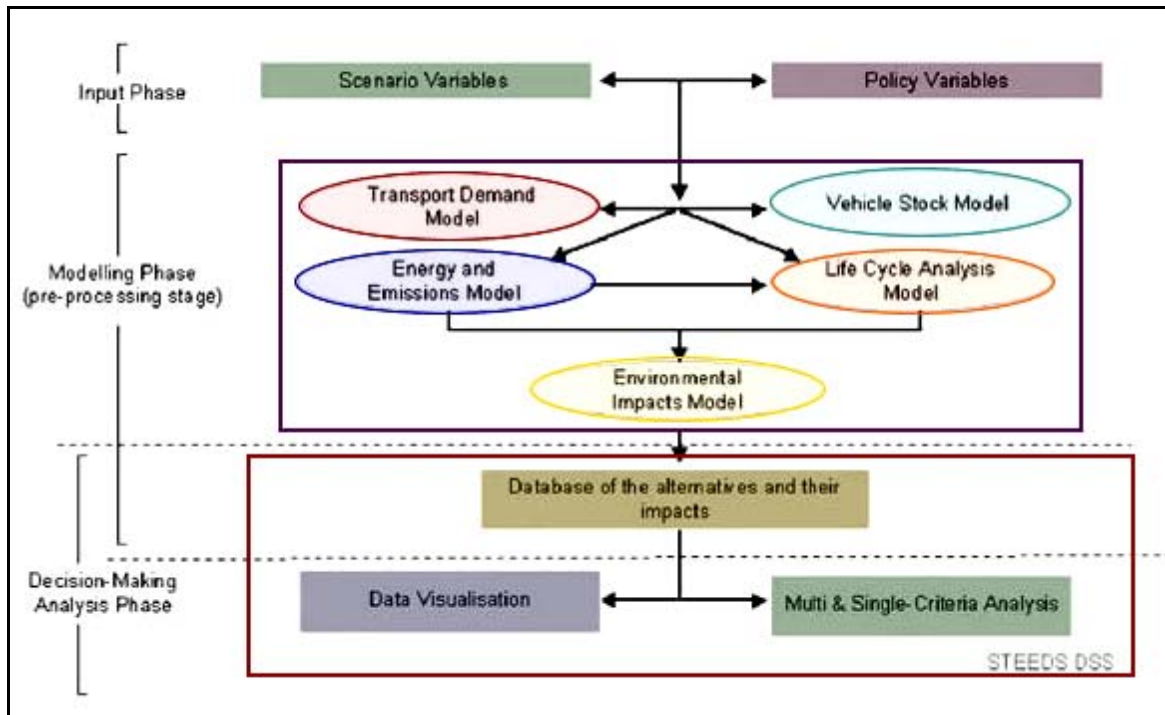 Input Phase
Scenario Variables
Policy Variables
Modelling Phase
(pre-processing stage)
Transport Demand
Model
Vehicle Stock Model
Energy and
Emissions Model
Life Cycle Analysis
Model
Environmental
Impacts Model
Database of the alternatives and their
impacts
Decision-Making
Analysis Phase
Data Visualisation
Multi & Single-Criteria Analysis
STEEDS DSS